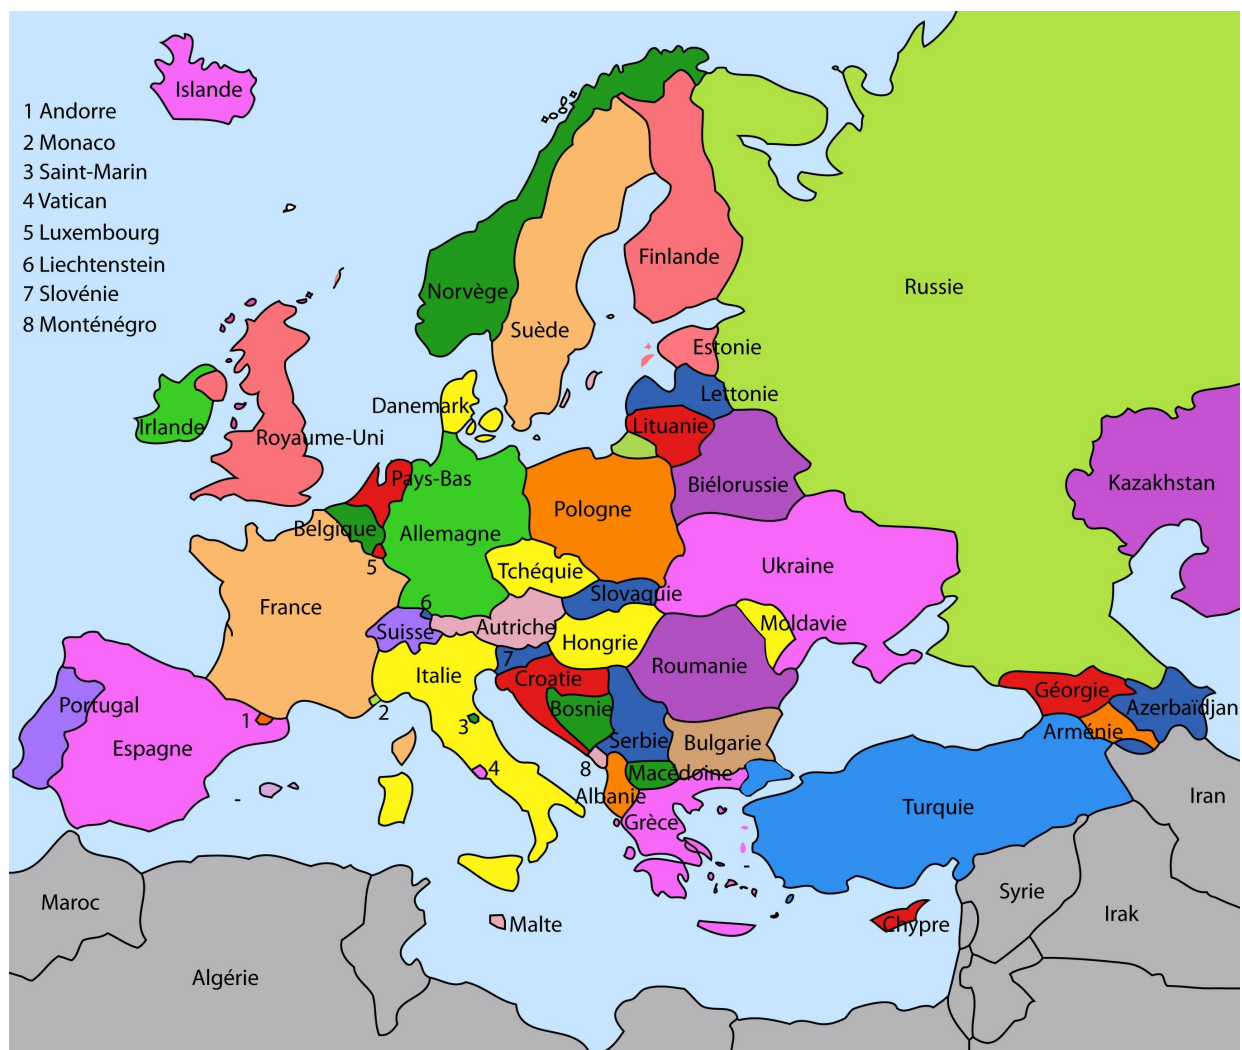 Islande
1 Andorre
2 Monaco
3 Saint-Marin
4 Vatican
5 Luxembourg
6 Liechtenstein
7 Slovénie
8 Monténégro
Norvège
Suède
Finlande
Russie
Estonie
Lettonie
Lituanie
Danemark
Irlande
Royaume-Uni
Pays-Bas
Belgique
Allemagne
Pologne
Biélorussie
Kazakhstan
5
Tchéquie
Ukraine
France
6
Slovaquie
Suisse
Autriche
Hongrie
Moldavie
7
Italie
Croatie
Roumanie
Géorgie
Portugal
Espagne
1
2
3
Bosnie
Serbie
Bulgarie
Azerbaïdjan
Arménie
4
8
Macédoine
Albanie
Grèce
Turquie
Iran
Maroc
Algérie
Malte
Chypre
Syrie
Irak